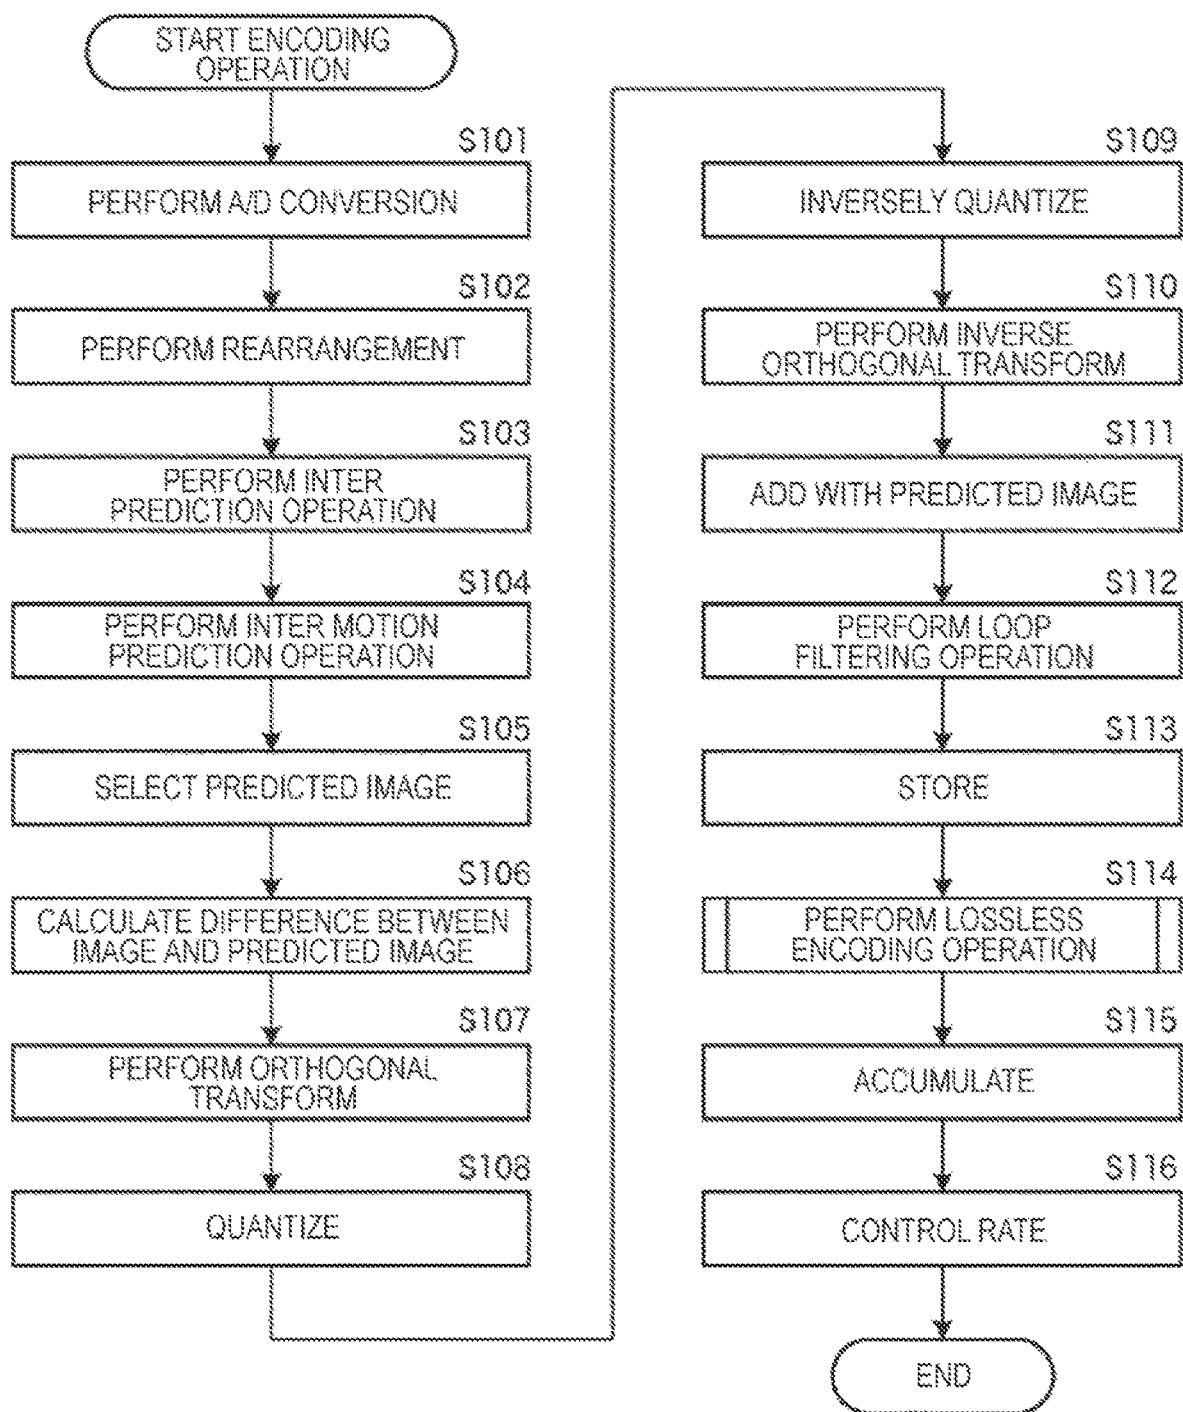 START ENCODING
OPERATION
S101
PERFORM A/D CONVERSION
S102
PERFORM REARRANGEMENT
S103
PERFORM INTER
PREDICTION OPERATION
S104
PERFORM INTER MOTION
PREDICTION OPERATION
S105
SELECT PREDICTED IMAGE
S106
CALCULATE DIFFERENCE BETWEEN
IMAGE AND PREDICTED IMAGE
S107
PERFORM ORTHOGONAL
TRANSFORM
S108
QUANTIZE
S109
INVERSELY QUANTIZE
S110
PERFORM INVERSE
ORTHOGONAL TRANSFORM
S111
ADD WITH PREDICTED IMAGE
S112
PERFORM LOOP
FILTERING OPERATION
S113
STORE
S114
PERFORM LOSSLESS
ENCODING OPERATION
S115
ACCUMULATE
S116
CONTROL RATE
END